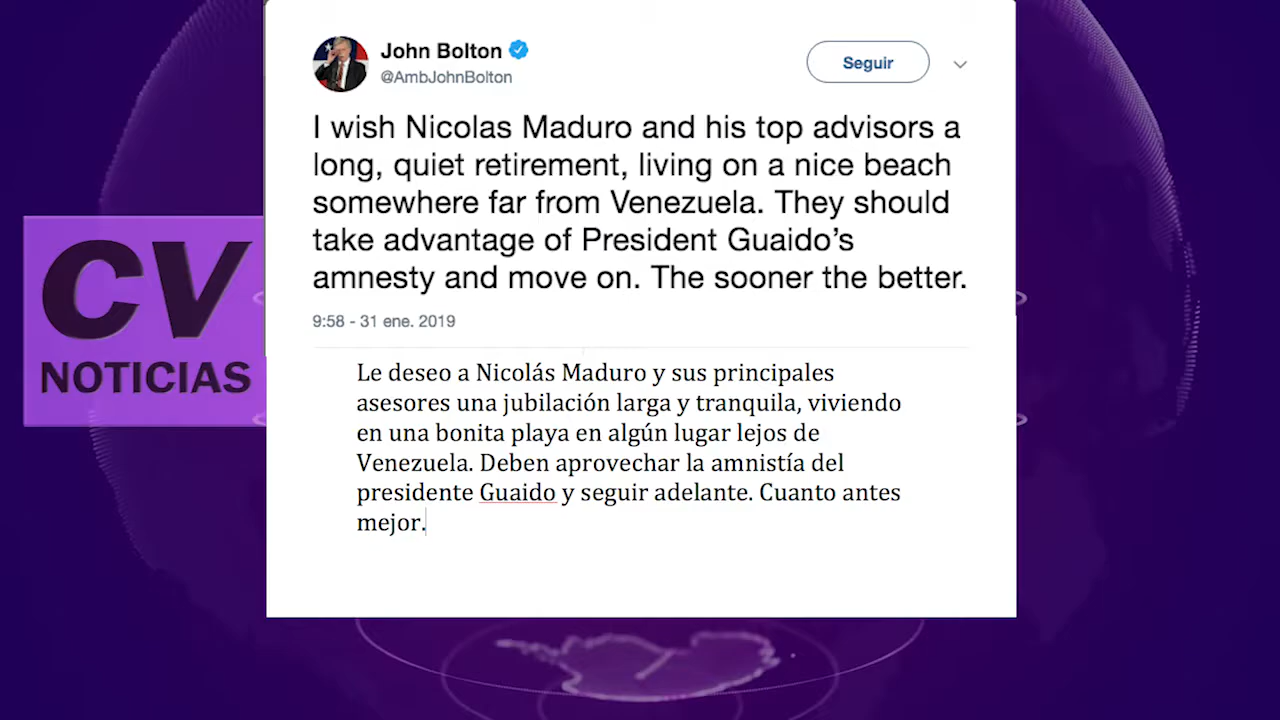 John Bolton
@AmbJohnBolton
Seguir
I wish Nicolas Maduro and his top advisors a
long, quiet retirement, living on a nice beach
somewhere far from Venezuela. They should
take advantage of President Guaido’s
amnesty and move on. The sooner the better.
9:58 - 31 ene. 2019
CV
NOTICIAS
Le deseo a Nicolás Maduro y sus principales
asesores una jubilación larga y tranquila, viviendo
en una bonita playa en algún lugar lejos de
Venezuela. Deben aprovechar la amnistía del
presidente Guaido y seguir adelante. Cuanto antes
mejor.